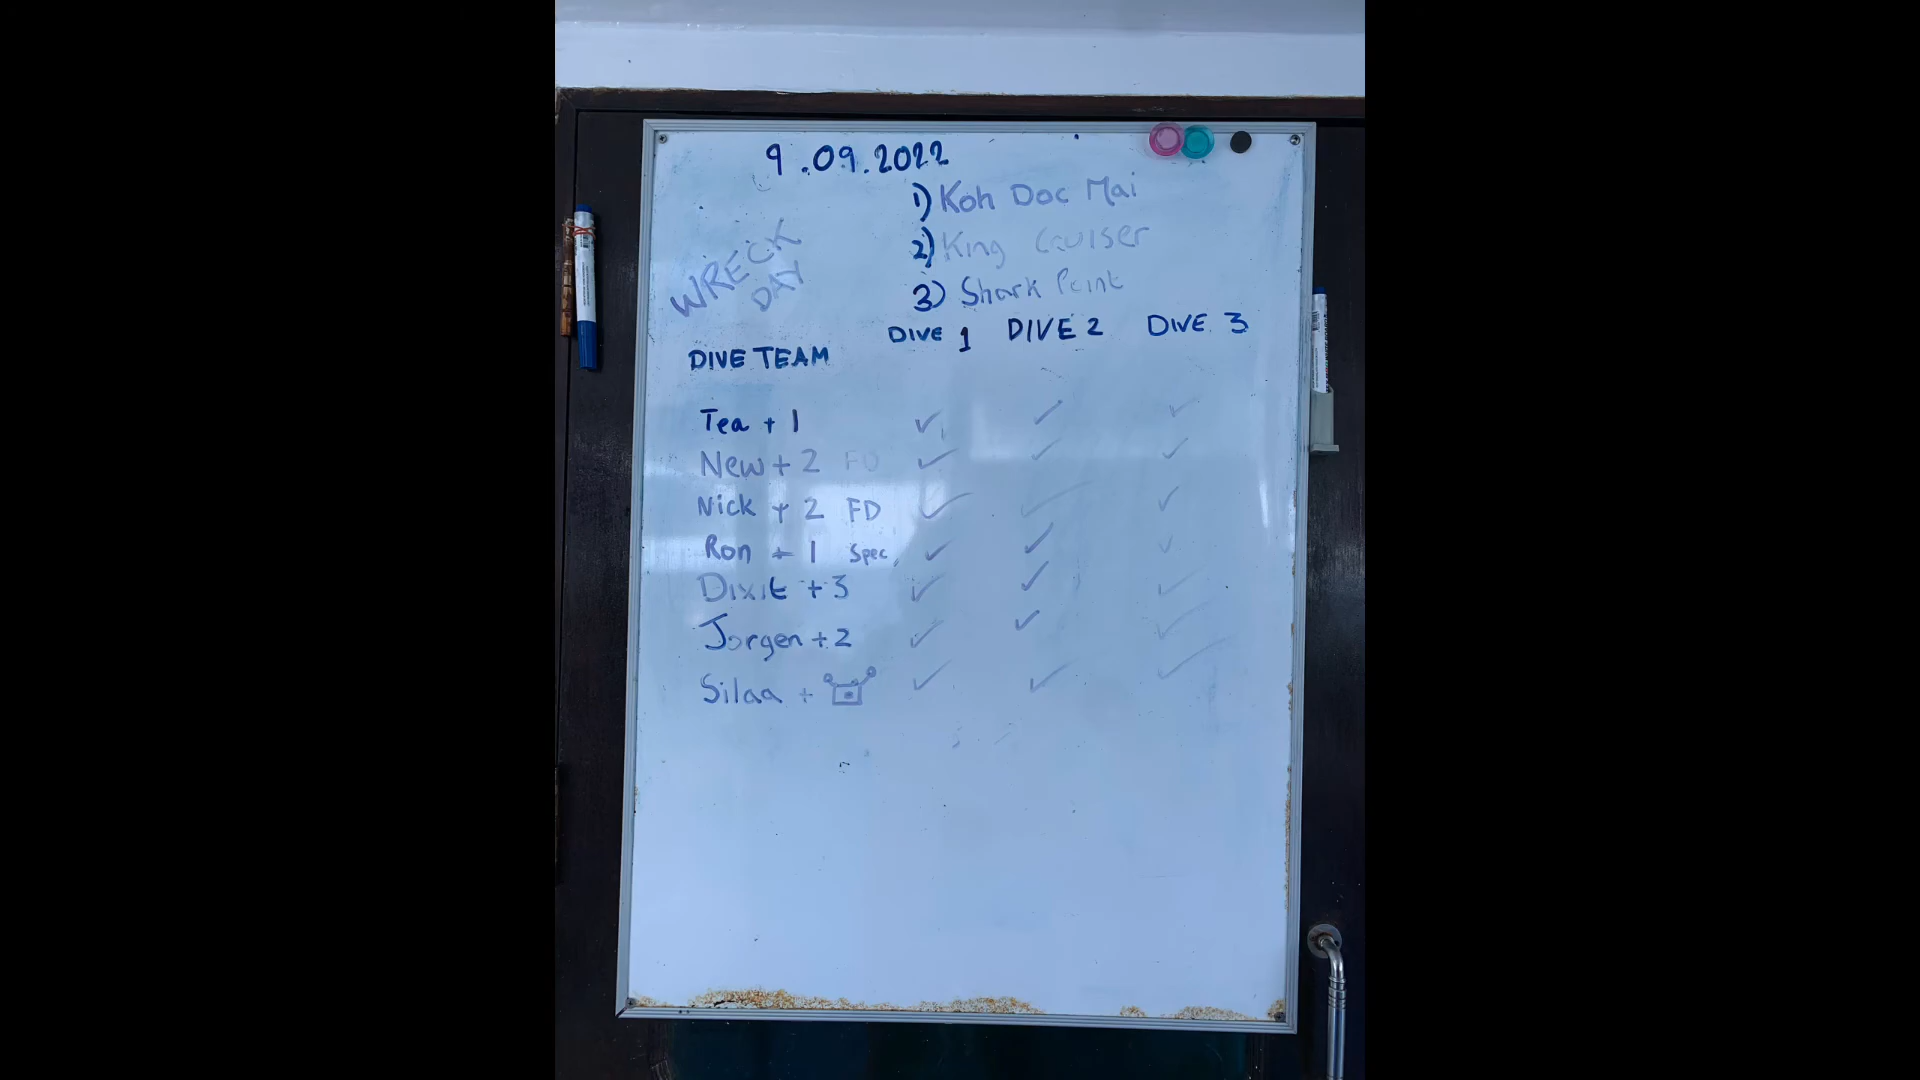 9.09.2022
1) Koh Doc Mai
WRECK
DAY
2) King Cruiser
3) Shark Point
DIVE 1 DIVE 2 DIVE 3
DIVE TEAM
Tea + 1 ✓ ✓ ✓
New + 2 ✓ ✓ ✓
Nick + 2 FD ✓ ✓ ✓
Ron + 1 Spec. ✓ ✓ ✓
Dixit + 3 ✓ ✓ ✓
Jorgen + 2 ✓ ✓ ✓
Silaa + ✓ ✓ ✓